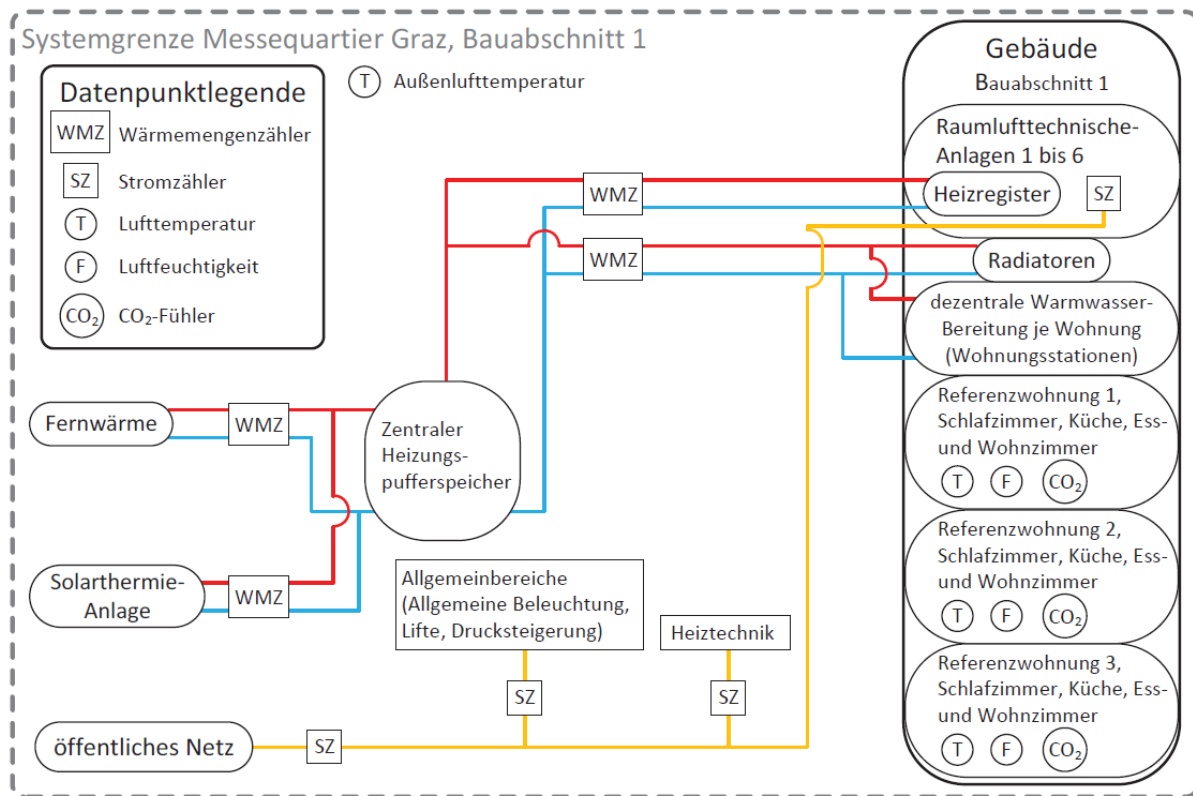 Systemgrenze Messequartier Graz, Bauabschnitt 1
Datenpunktlegende
WMZ Wärmemengenzähler
SZ Stromzähler
T Lufttemperatur
F Luftfeuchtigkeit
CO₂ CO₂-Fühler
T Außenlufttemperatur
Gebäude
Bauabschnitt 1
Raumlufttechnische-
Anlagen 1 bis 6
Heizregister
SZ
WMZ
WMZ
Radiatoren
dezentrale Warmwasser-
Bereitung je Wohnung
(Wohnungsstationen)
Fernwärme
WMZ
Zentraler
Heizungs-
pufferspeicher
Solarthermie-
Anlage
WMZ
Referenzwohnung 1,
Schlafzimmer, Küche, Ess-
und Wohnzimmer
T F CO₂
Referenzwohnung 2,
Schlafzimmer, Küche, Ess-
und Wohnzimmer
T F CO₂
Referenzwohnung 3,
Schlafzimmer, Küche, Ess-
und Wohnzimmer
T F CO₂
Allgemeinbereiche
(Allgemeine Beleuchtung,
Lifte, Drucksteigerung)
Heiztechnik
SZ
SZ
öffentliches Netz
SZ